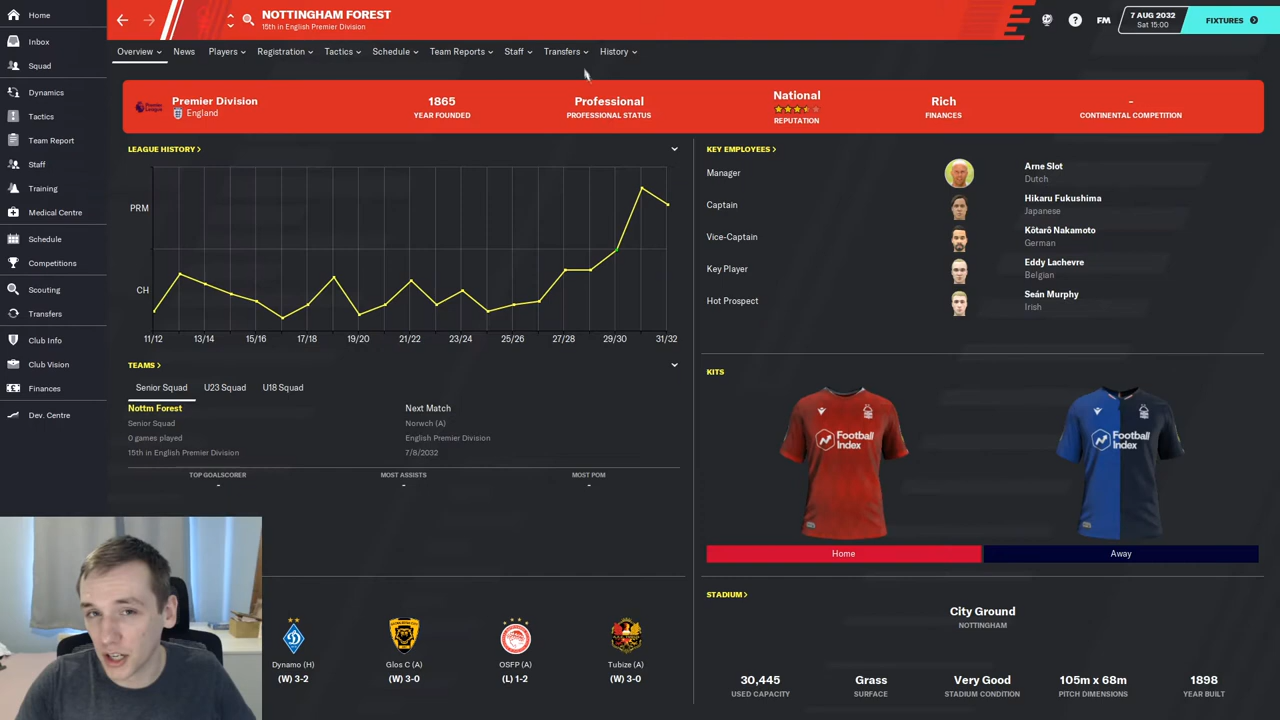 Home
Inbox
Squad
Dynamics
Tactics
Team Report
Staff
Training
Medical Centre
Schedule
Competitions
Scouting
Transfers
Club Info
Club Vision
Finances
Dev. Centre
NOTTINGHAM FOREST
15th in English Premier Division
?
FM
7 AUG 2032
Sat 15:00
FIXTURES
Overview
News
Players
Registration
Tactics
Schedule
Team Reports
Staff
Transfers
History
Premier Division
England
1865
YEAR FOUNDED
Professional
PROFESSIONAL STATUS
National
REPUTATION
Rich
FINANCES
-
CONTINENTAL COMPETITION
LEAGUE HISTORY >
PRM
CH
11/12 13/14 15/16 17/18 19/20 21/22 23/24 25/26 27/28 29/30 31/32
TEAMS >
Senior Squad
U23 Squad
U18 Squad
Nottm Forest
Senior Squad
0 games played
15th in English Premier Division
Next Match
Norwch (A)
English Premier Division
7/8/2032
TOP GOALSCORER
-
MOST ASSISTS
-
MOST POM
-
Dynamo (H)
(W) 3-2
Glos C (A)
(W) 3-0
OSFP (A)
(L) 1-2
Tubize (A)
(W) 3-0
KEY EMPLOYEES >
Manager
Arne Slot
Dutch
Captain
Hikaru Fukushima
Japanese
Vice-Captain
Kōtarō Nakamoto
German
Key Player
Eddy Lachevre
Belgian
Hot Prospect
Seán Murphy
Irish
KITS
Football
Index
Football
Index
Home
Away
STADIUM >
City Ground
NOTTINGHAM
30,445
USED CAPACITY
Grass
SURFACE
Very Good
STADIUM CONDITION
105m x 68m
PITCH DIMENSIONS
1898
YEAR BUILT